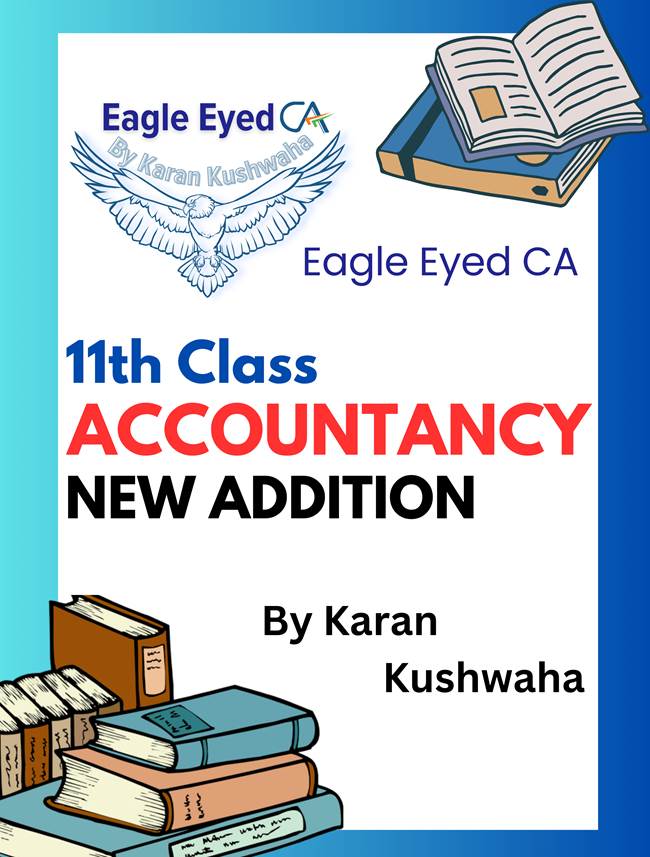 Eagle Eyed CA
By Karan Kushwaha
Eagle Eyed CA
11th Class
ACCOUNTANCY
NEW ADDITION
By Karan
Kushwaha